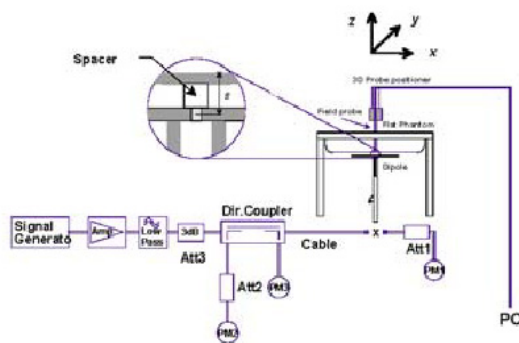 z
y
x
Spacer
s
3D Probe positioner
Field probe
Flat Phantom
Dipole
Dir.Coupler
Signal
Generato
Amp
Low
Pass
3dB
Cable
x
Att1
Att3
PM1
Att2
PM3
PM2
PC